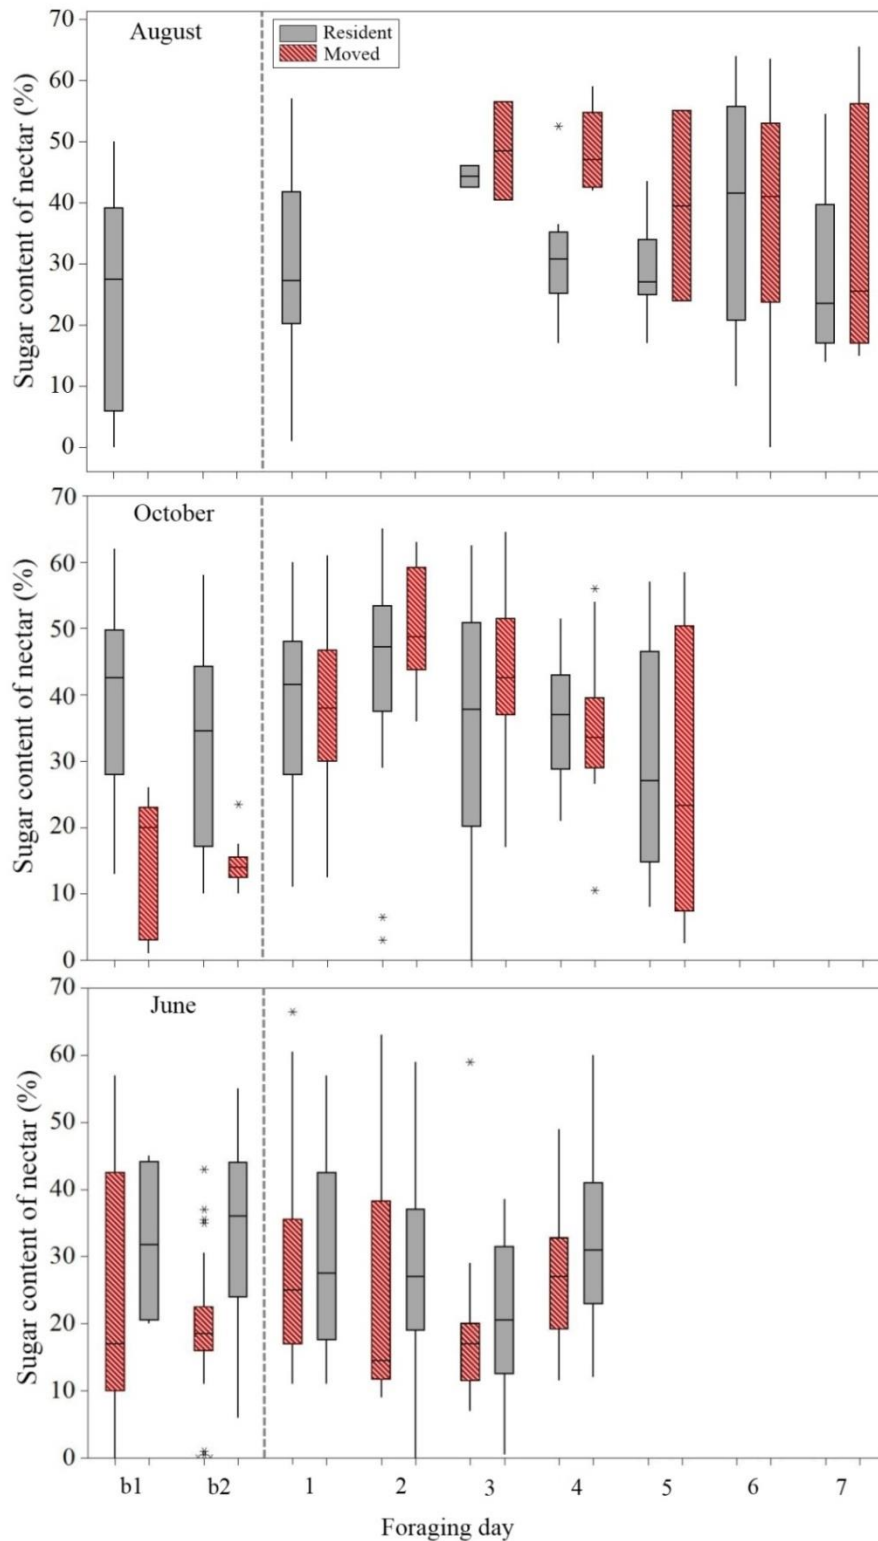 August
Resident
Moved
Sugar content of nectar (%)
70
60
50
40
30
20
10
0
October
Sugar content of nectar (%)
70
60
50
40
30
20
10
0
June
Sugar content of nectar (%)
70
60
50
40
30
20
10
0
b1 b2 1 2 3 4 5 6 7
Foraging day